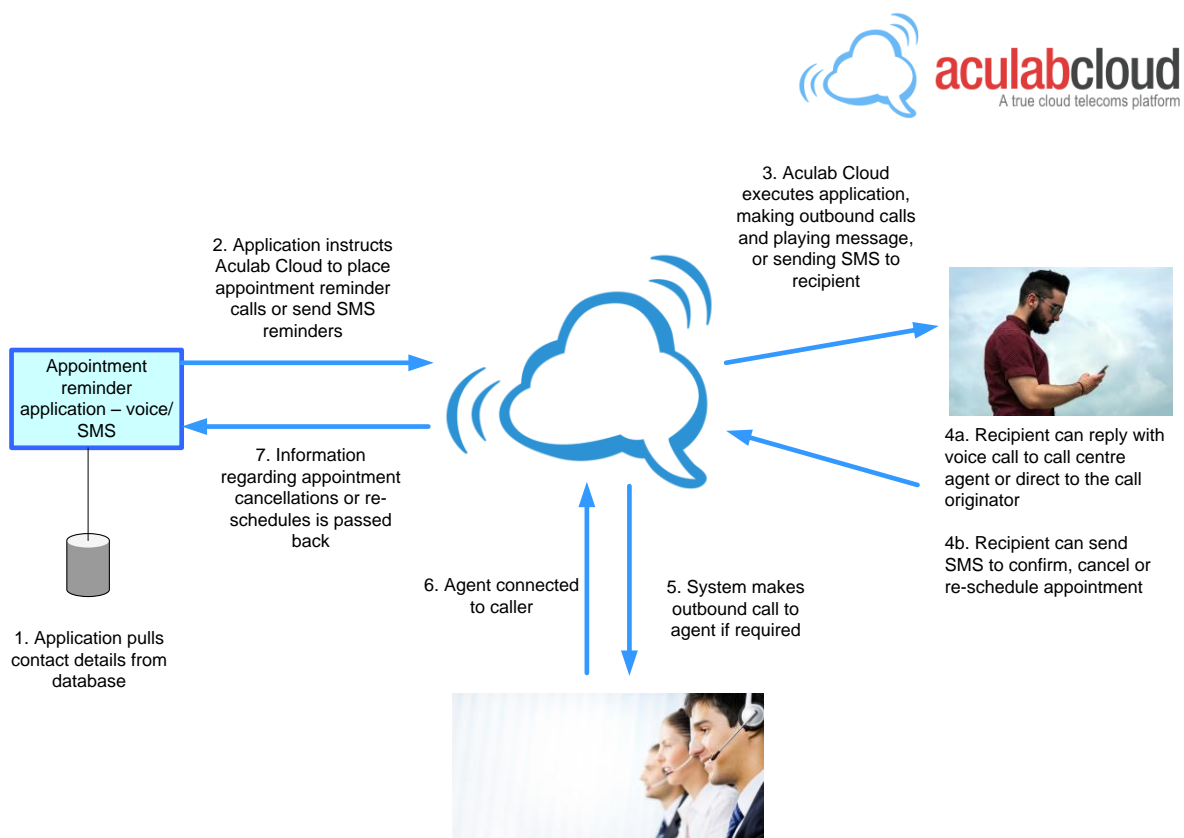 aculabcloud
A true cloud telecoms platform
3. Aculab Cloud
executes application,
making outbound calls
and playing message,
or sending SMS to
recipient
2. Application instructs
Aculab Cloud to place
appointment reminder
calls or send SMS
reminders
Appointment
reminder
application – voice/
SMS
7. Information
regarding appointment
cancellations or re-
schedules is passed
back
4a. Recipient can reply with
voice call to call centre
agent or direct to the call
originator
4b. Recipient can send
SMS to confirm, cancel or
re-schedule appointment
6. Agent connected
to caller
5. System makes
outbound call to
agent if required
1. Application pulls
contact details from
database